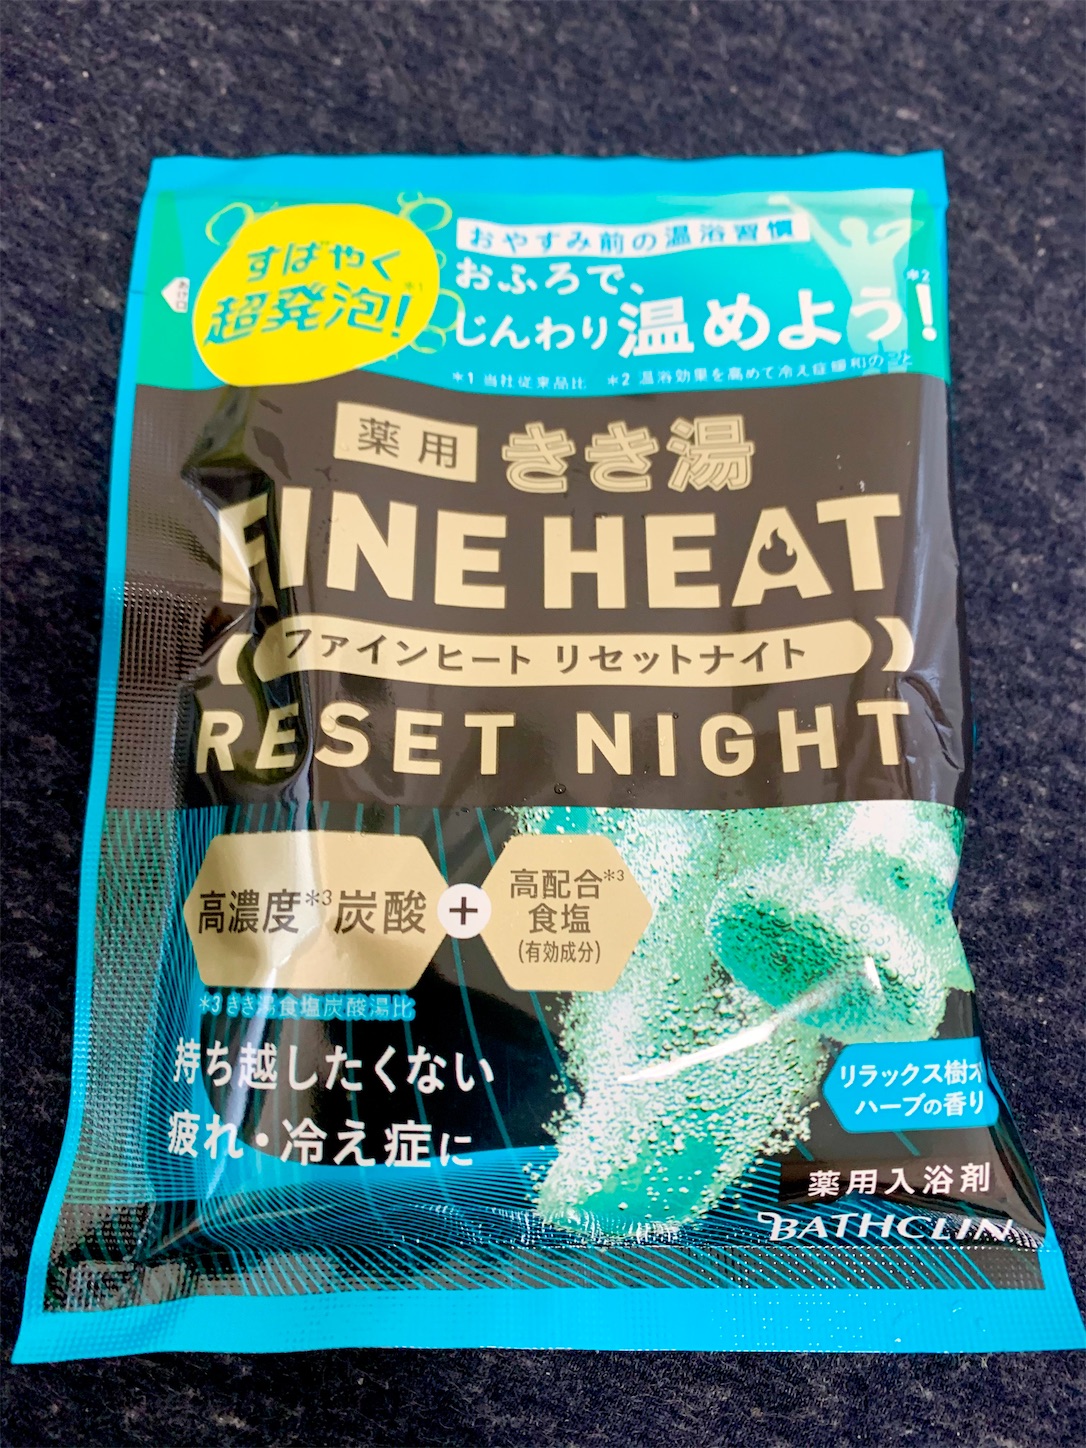 すばやく
超発泡!*1
あけ口
おやすみ前の温浴習慣
おふろで、
じんわり温めよう!*2
*1 当社従来品比 *2 温浴効果を高めて冷え症緩和のこと
薬用 きき湯
FINE HEAT
ファインヒート リセットナイト
RESET NIGHT
高濃度*3炭酸
+
高配合*3
食塩
(有効成分)
*3 きき湯食塩炭酸湯比
持ち越したくない
疲れ・冷え症に
リラックス樹木
ハーブの香り
薬用入浴剤
BATHCLIN